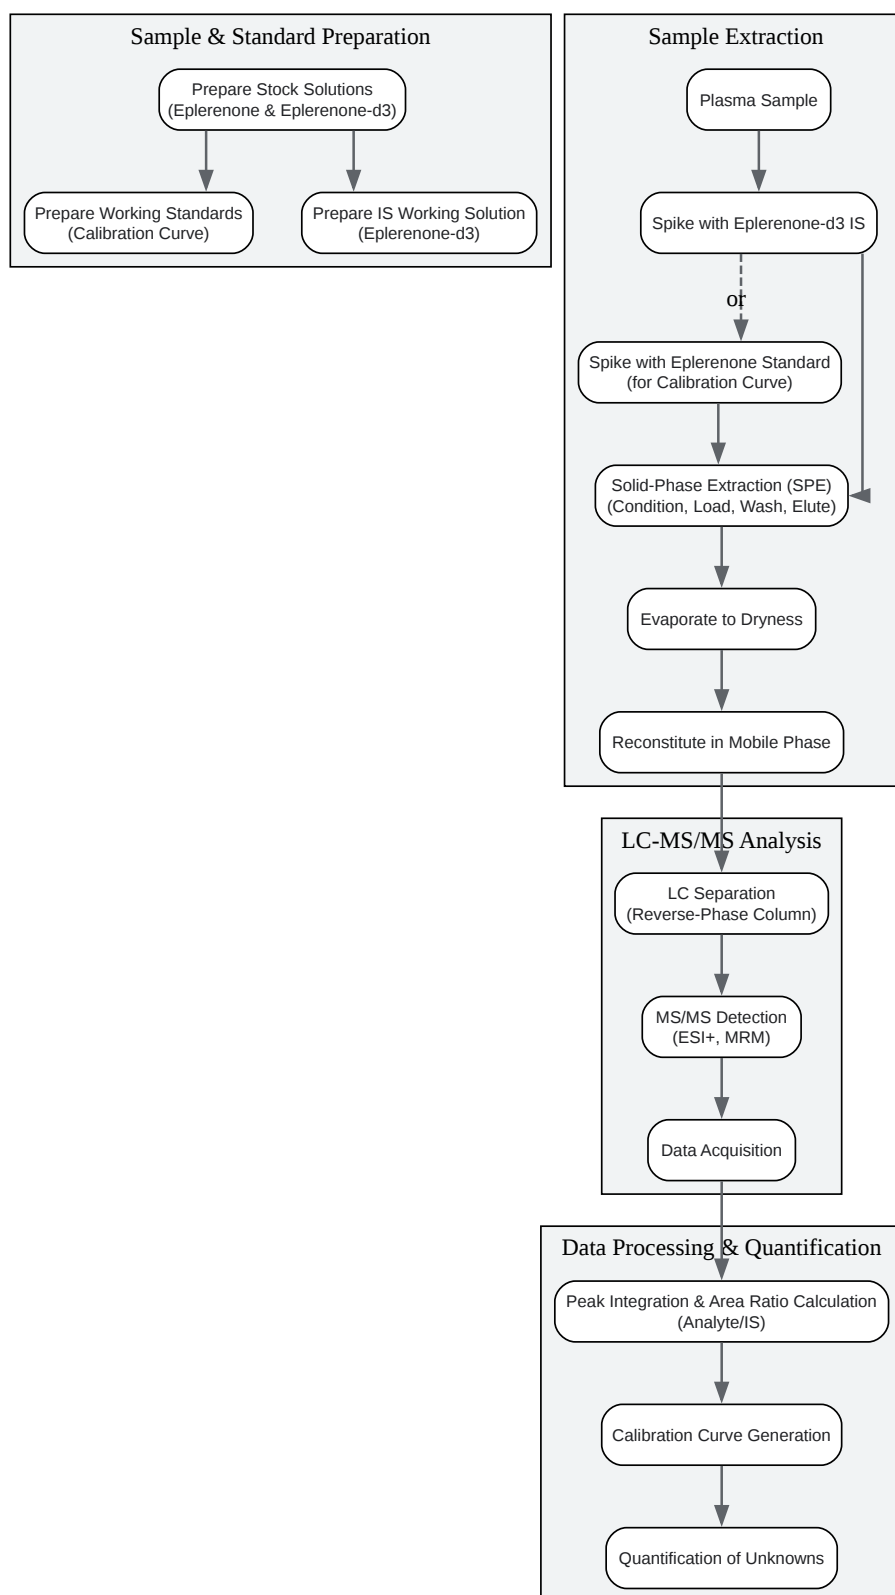 Sample & Standard Preparation
Prepare Stock Solutions
(Eplerenone & Eplerenone-d3)
Prepare Working Standards
(Calibration Curve)
Prepare IS Working Solution
(Eplerenone-d3)
Sample Extraction
Plasma Sample
Spike with Eplerenone-d3 IS
or
Spike with Eplerenone Standard
(for Calibration Curve)
Solid-Phase Extraction (SPE)
(Condition, Load, Wash, Elute)
Evaporate to Dryness
Reconstitute in Mobile Phase
LC-MS/MS Analysis
LC Separation
(Reverse-Phase Column)
MS/MS Detection
(ESI+, MRM)
Data Acquisition
Data Processing & Quantification
Peak Integration & Area Ratio Calculation
(Analyte/IS)
Calibration Curve Generation
Quantification of Unknowns